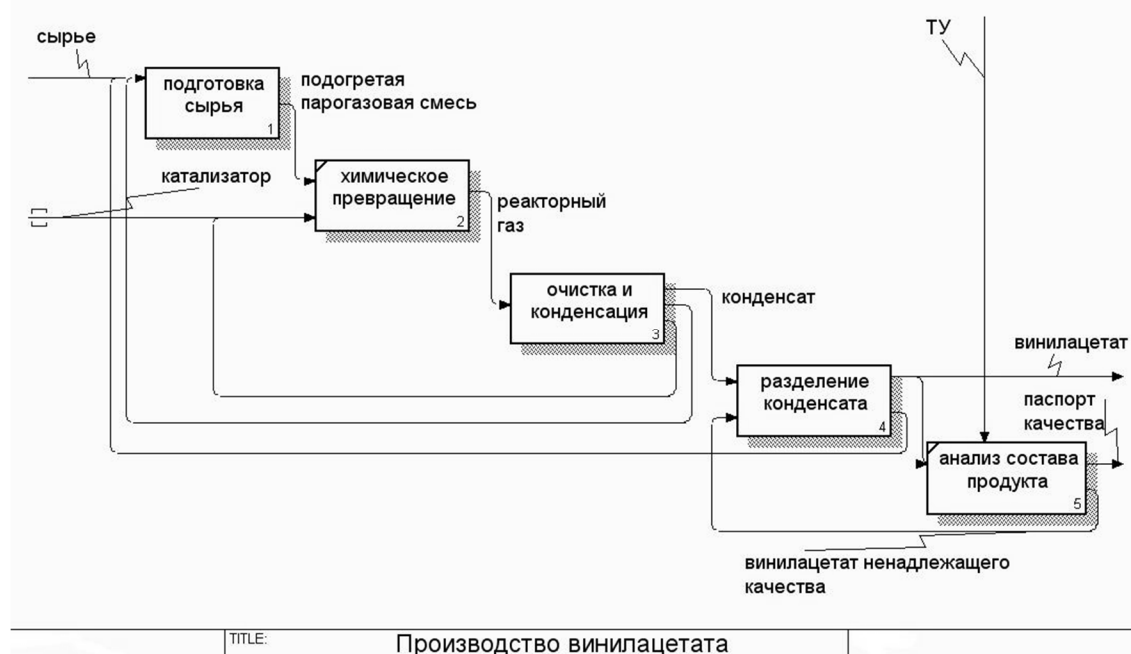 сырье
ТУ
подготовка
сырья
1
подогретая
парогазовая смесь
катализатор
химическое
превращение
2
реакторный
газ
очистка и
конденсация
3
конденсат
винилацетат
разделение
конденсата
4
паспорт
качества
анализ состава
продукта
5
винилацетат ненадлежащего
качества
TITLE:
Производство винилацетата